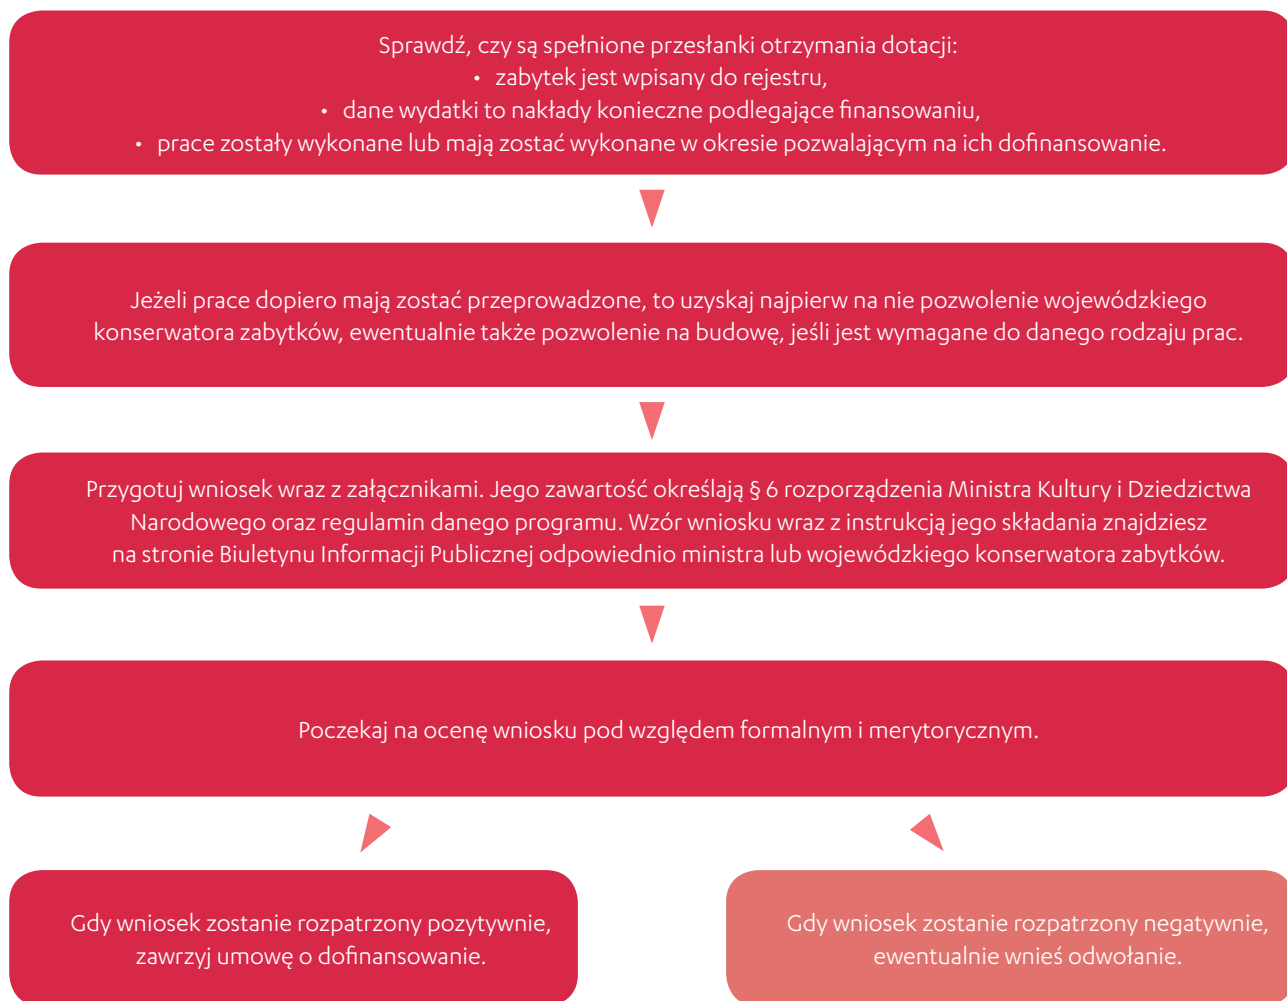 Sprawdź, czy są spełnione przesłanki otrzymania dotacji:
• zabytek jest wpisany do rejestru,
• dane wydatki to nakłady konieczne podlegające finansowaniu,
• prace zostały wykonane lub mają zostać wykonane w okresie pozwalającym na ich dofinansowanie.
Jeżeli prace dopiero mają zostać przeprowadzone, to uzyskaj najpierw na nie pozwolenie wojewódzkiego
konserwatora zabytków, ewentualnie także pozwolenie na budowę, jeśli jest wymagane do danego rodzaju prac.
Przygotuj wniosek wraz z załącznikami. Jego zawartość określają § 6 rozporządzenia Ministra Kultury i Dziedzictwa
Narodowego oraz regulamin danego programu. Wzór wniosku wraz z instrukcją jego składania znajdziesz
na stronie Biuletynu Informacji Publicznej odpowiednio ministra lub wojewódzkiego konserwatora zabytków.
Poczekaj na ocenę wniosku pod względem formalnym i merytorycznym.
Gdy wniosek zostanie rozpatrzony pozytywnie,
zawrzyj umowę o dofinansowanie.
Gdy wniosek zostanie rozpatrzony negatywnie,
ewentualnie wnieś odwołanie.